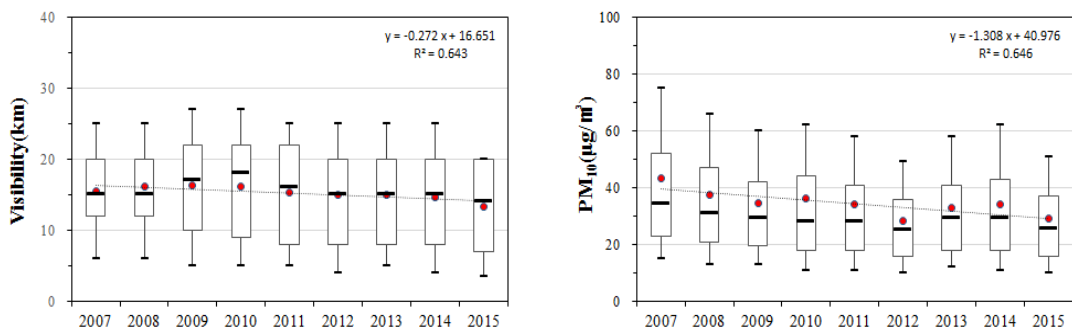 40
30
20
10
0
Visibility(km)
y = -0.272 x + 16.651
R² = 0.643
2007 2008 2009 2010 2011 2012 2013 2014 2015
100
80
60
40
20
0
PM₁₀(μg/m³)
y = -1.308 x + 40.976
R² = 0.646
2007 2008 2009 2010 2011 2012 2013 2014 2015